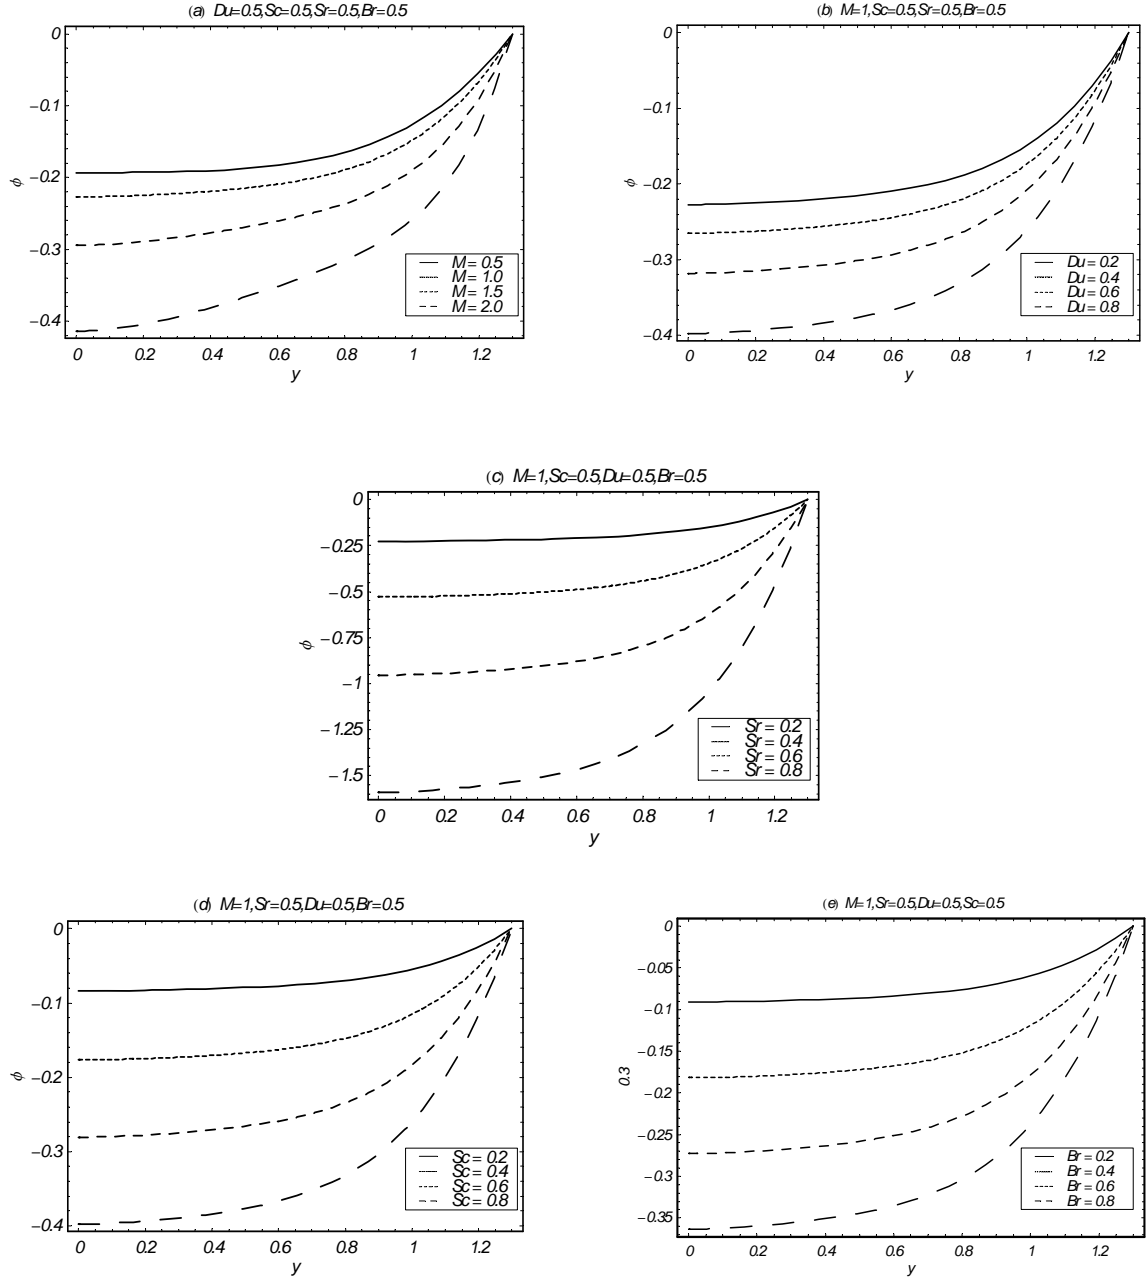 (a) Du=0.5,Sc=0.5,Sr=0.5,Br=0.5
0
−0.1
−0.2
−0.3
−0.4
ϕ
M = 0.5
M = 1.0
M = 1.5
M = 2.0
0 0.2 0.4 0.6 0.8 1 1.2
y
(b) M=1,Sc=0.5,Sr=0.5,Br=0.5
0
−0.1
−0.2
−0.3
−0.4
ϕ
Du = 0.2
Du = 0.4
Du = 0.6
Du = 0.8
0 0.2 0.4 0.6 0.8 1 1.2
y
(c) M=1,Sc=0.5,Du=0.5,Br=0.5
0
−0.25
−0.5
−0.75
−1
−1.25
−1.5
ϕ
Sr = 0.2
Sr = 0.4
Sr = 0.6
Sr = 0.8
0 0.2 0.4 0.6 0.8 1 1.2
y
(d) M=1,Sr=0.5,Du=0.5,Br=0.5
0
−0.1
−0.2
−0.3
−0.4
ϕ
Sc = 0.2
Sc = 0.4
Sc = 0.6
Sc = 0.8
0 0.2 0.4 0.6 0.8 1 1.2
y
(e) M=1,Sr=0.5,Du=0.5,Sc=0.5
0
−0.05
−0.1
−0.15
−0.2
−0.25
−0.3
−0.35
0.3
Br = 0.2
Br = 0.4
Br = 0.6
Br = 0.8
0 0.2 0.4 0.6 0.8 1 1.2
y